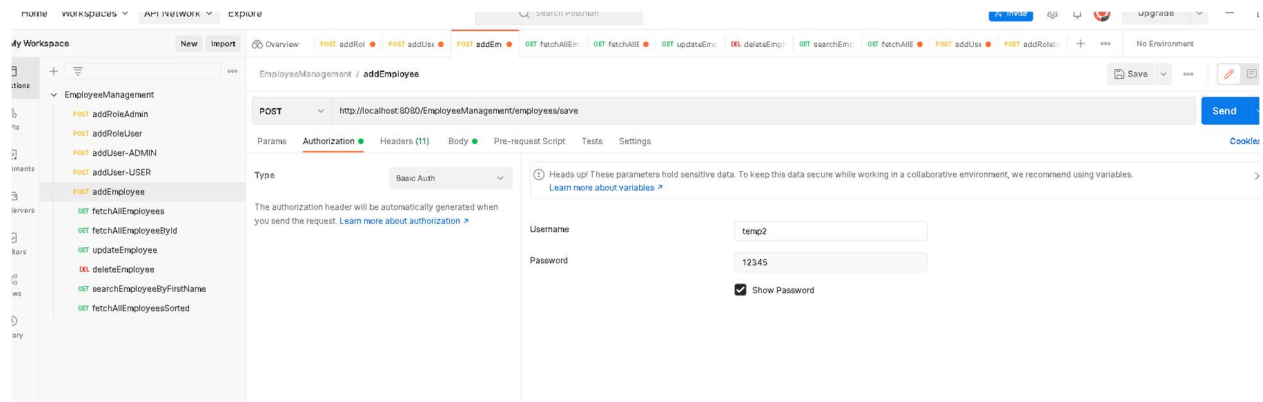 Home Workspaces API Network Explore Search Postman Invite Upgrade
My Workspace New Import Overview POST addRol POST addUse POST addEm GET fetchAllEm GET fetchAllE GET updateEmp DEL deleteEmpl GET searchEmp GET fetchAllE POST addUse POST addRoleU No Environment
EmployeeManagement / addEmployee Save
EmployeeManagement
POST addRoleAdmin
POST addRoleUser
POST addUser-ADMIN
POST addUser-USER
POST addEmployee
GET fetchAllEmployees
GET fetchAllEmployeeById
GET updateEmployee
DEL deleteEmployee
GET searchEmployeeByFirstName
GET fetchAllEmployeesSorted
POST http://localhost:8080/EmployeeManagement/employees/save Send
Params Authorization Headers (11) Body Pre-request Script Tests Settings Cookies
Type Basic Auth
The authorization header will be automatically generated when
you send the request. Learn more about authorization
Heads up! These parameters hold sensitive data. To keep this data secure while working in a collaborative environment, we recommend using variables.
Learn more about variables
Username temp2
Password 12345
Show Password